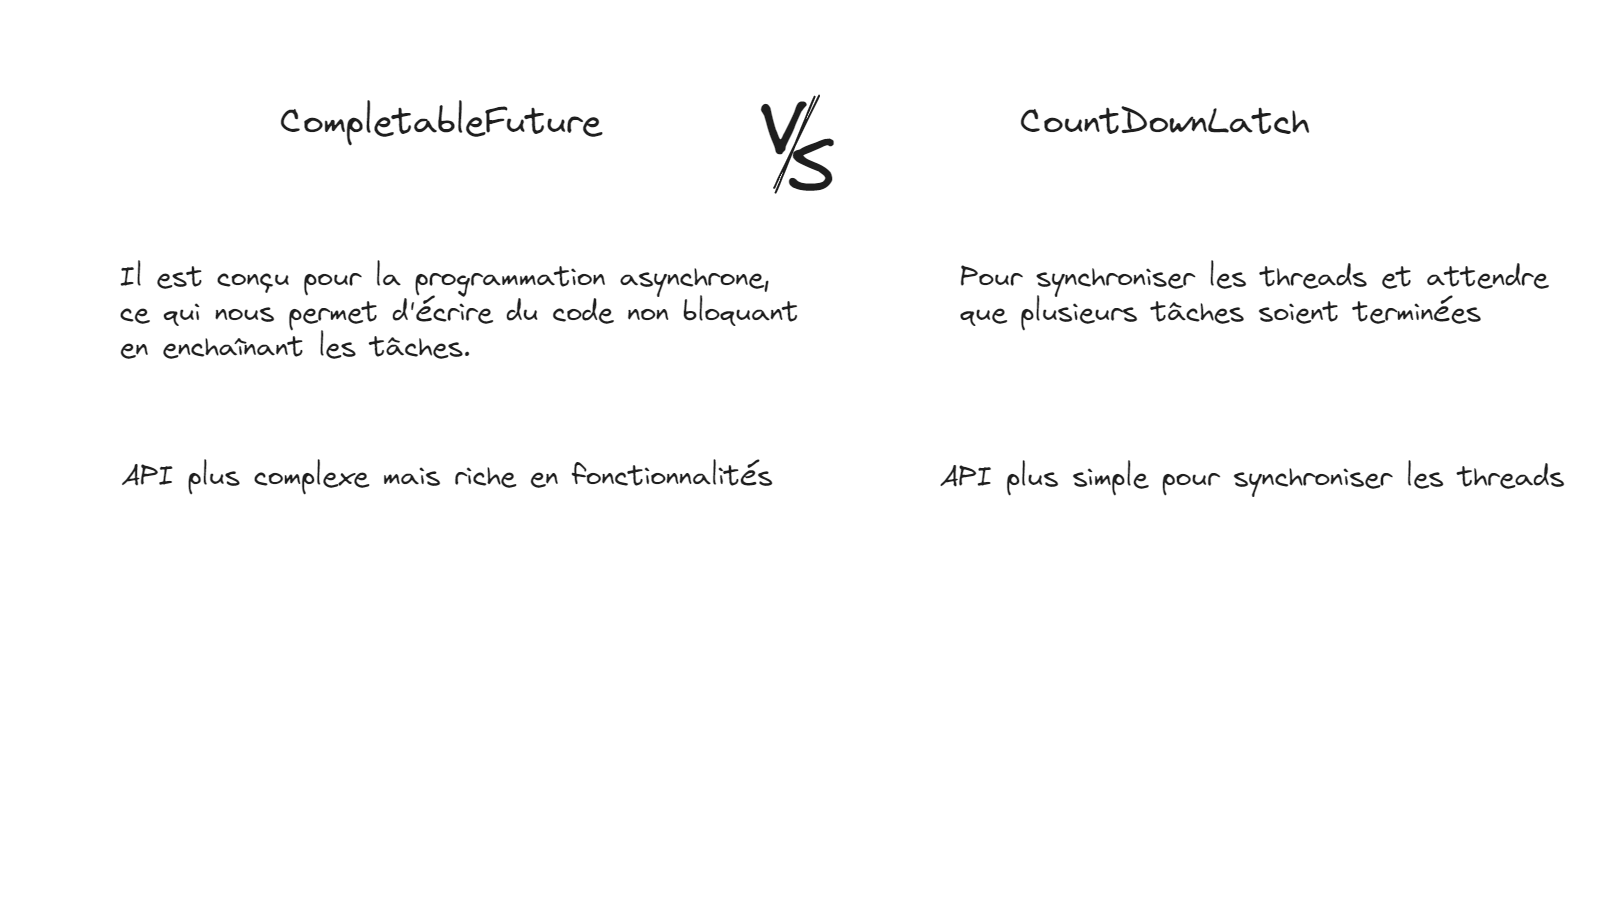 CompletableFuture
V/S
CountDownLatch
Il est conçu pour la programmation asynchrone,
ce qui nous permet d'écrire du code non bloquant
en enchaînant les tâches.
Pour synchroniser les threads et attendre
que plusieurs tâches soient terminées
API plus complexe mais riche en fonctionnalités
API plus simple pour synchroniser les threads